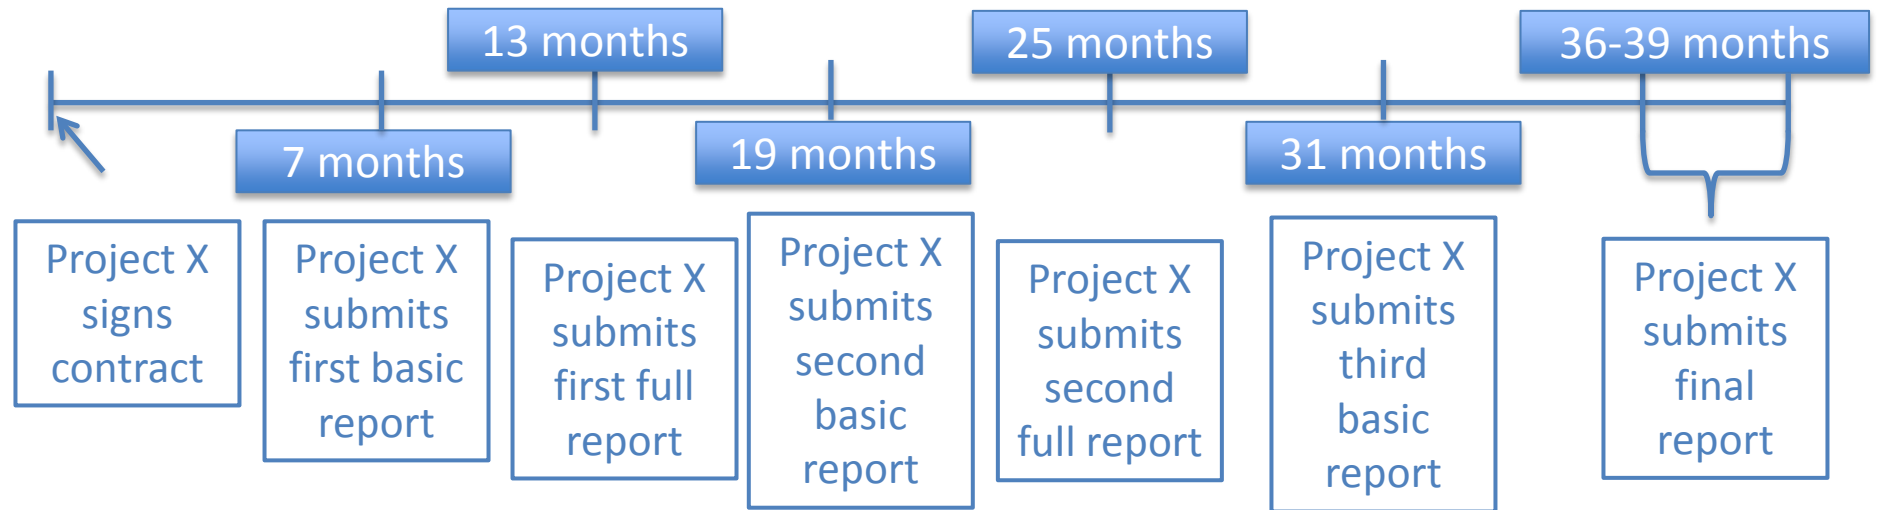 13 months
25 months
36-39 months
7 months
19 months
31 months
Project X
signs
contract
Project X
submits
first basic
report
Project X
submits
first full
report
Project X
submits
second
basic
report
Project X
submits
second
full report
Project X
submits
third
basic
report
Project X
submits
final
report